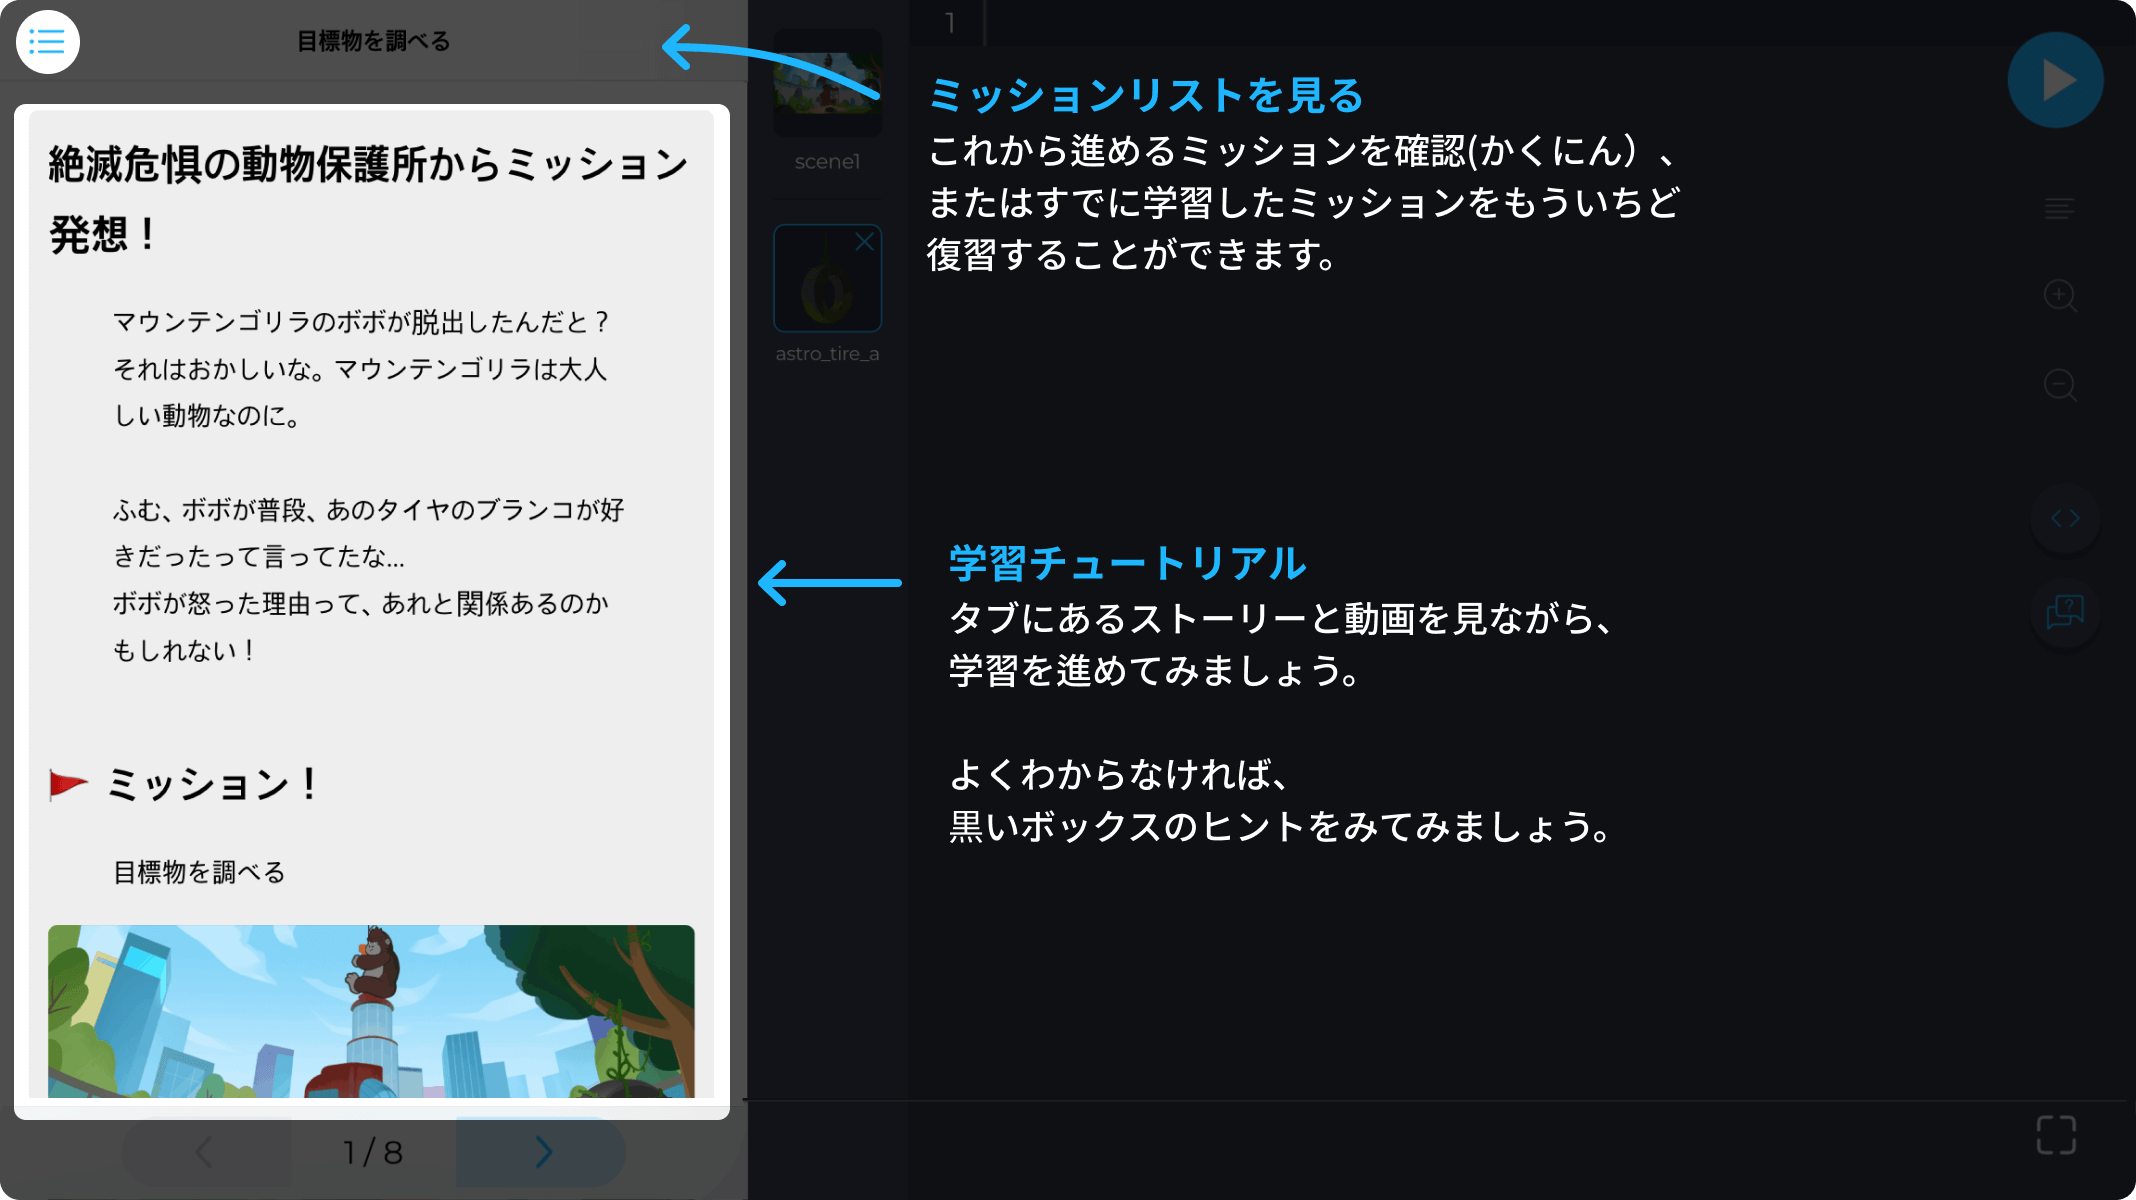 目標物を調べる
絶滅危惧の動物保護所からミッション
発想！
マウンテンゴリラのボボが脱出したんだと？
それはおかしいな。マウンテンゴリラは大人
しい動物なのに。
ふむ、ボボが普段、あのタイヤのブランコが好
きだったって言ってたな...
ボボが怒った理由って、あれと関係あるのか
もしれない！
ミッション！
目標物を調べる
1 / 8
scene1
astro_tire_a
1
ミッションリストを見る
これから進めるミッションを確認(かくにん）、
またはすでに学習したミッションをもういちど
復習することができます。
学習チュートリアル
タブにあるストーリーと動画を見ながら、
学習を進めてみましょう。
よくわからなければ、
黒いボックスのヒントをみてみましょう。